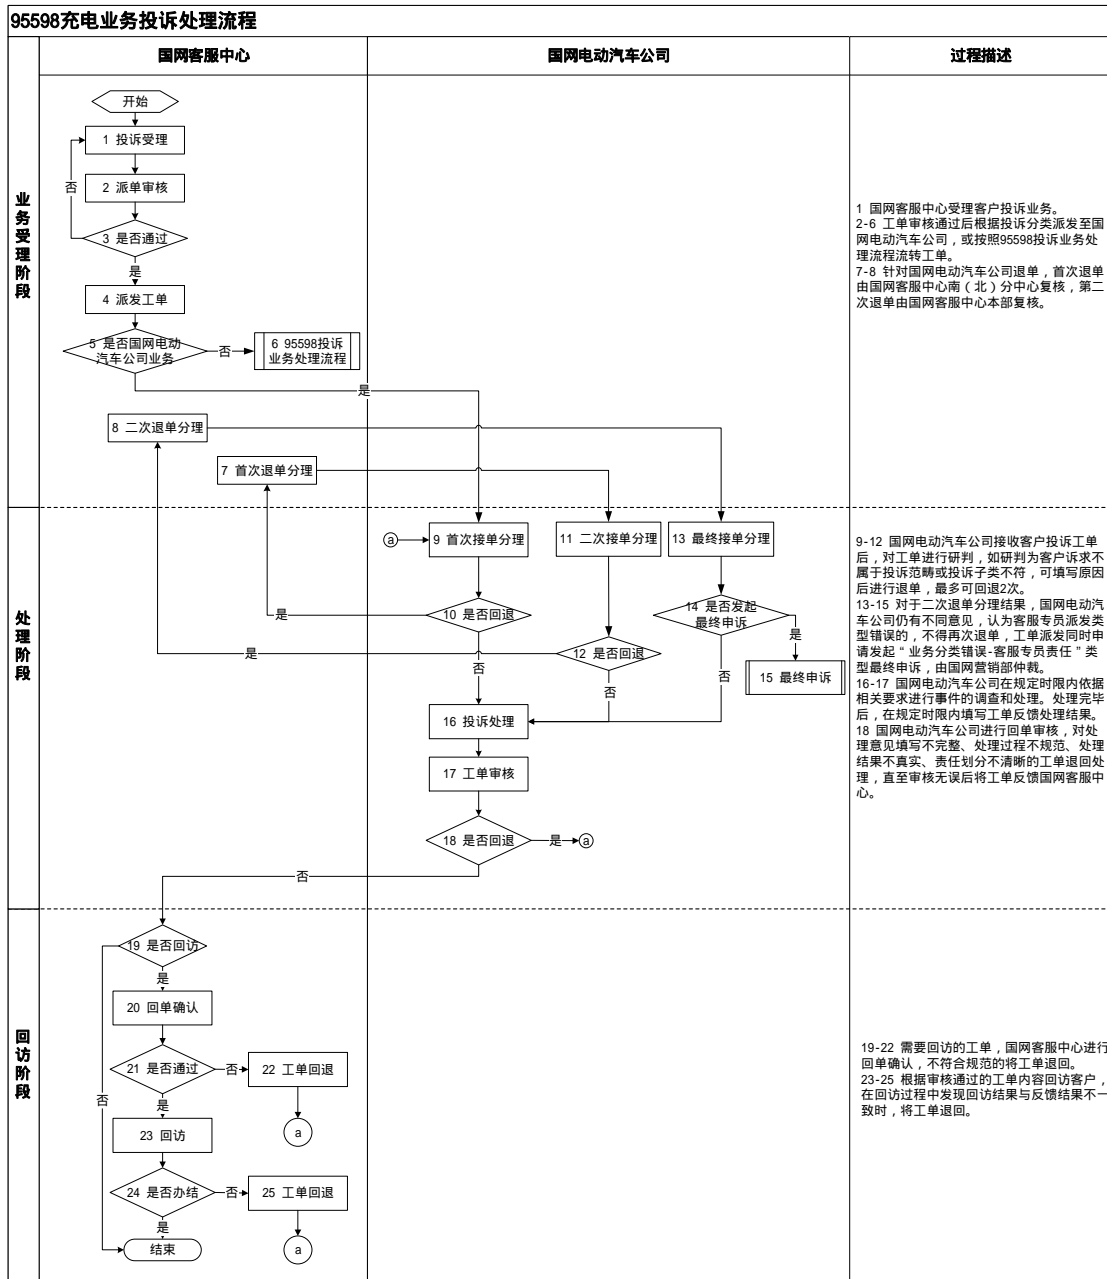 95598充电业务投诉处理流程
国网客服中心
国网电动汽车公司
过程描述
业务受理阶段
开始
1 投诉受理
否
2 派单审核
3 是否通过
是
4 派发工单
5 是否国网电动
汽车公司业务
否
6 95598投诉
业务处理流程
是
8 二次退单分理
7 首次退单分理
1 国网客服中心受理客户投诉业务。
2-6 工单审核通过后根据投诉分类派发至国
网电动汽车公司，或按照95598投诉业务处
理流程流转工单。
7-8 针对国网电动汽车公司退单，首次退单
由国网客服中心南（北）分中心复核，第二
次退单由国网客服中心本部复核。
处理阶段
a
9 首次接单分理
11 二次接单分理
13 最终接单分理
10 是否回退
是
14 是否发起
最终申诉
是
12 是否回退
是
否
否
否
15 最终申诉
16 投诉处理
17 工单审核
18 是否回退
是
a
否
9-12 国网电动汽车公司接收客户投诉工单
后，对工单进行研判，如研判为客户诉求不
属于投诉范畴或投诉子类不符，可填写原因
后进行退单，最多可回退2次。
13-15 对于二次退单分理结果，国网电动汽
车公司仍有不同意见，认为客服专员派发类
型错误的，不得再次退单，工单派发同时申
请发起“业务分类错误-客服专员责任”类
型最终申诉，由国网营销部仲裁。
16-17 国网电动汽车公司在规定时限内依据
相关要求进行事件的调查和处理。处理完毕
后，在规定时限内填写工单反馈处理结果。
18 国网电动汽车公司进行回单审核，对处
理意见填写不完整、处理过程不规范、处理
结果不真实、责任划分不清晰的工单退回处
理，直至审核无误后将工单反馈国网客服中
心。
回访阶段
19 是否回访
是
20 回单确认
21 是否通过
否
22 工单回退
否
是
a
23 回访
24 是否办结
否
25 工单回退
是
结束
a
19-22 需要回访的工单，国网客服中心进行
回单确认，不符合规范的将工单退回。
23-25 根据审核通过的工单内容回访客户，
在回访过程中发现回访结果与反馈结果不一
致时，将工单退回。